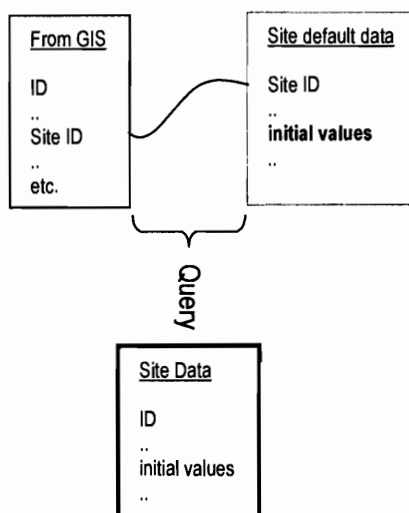 From GIS
ID
..
Site ID
..
etc.
Site default data
Site ID
..
initial values
..
Query
Site Data
ID
..
initial values
..